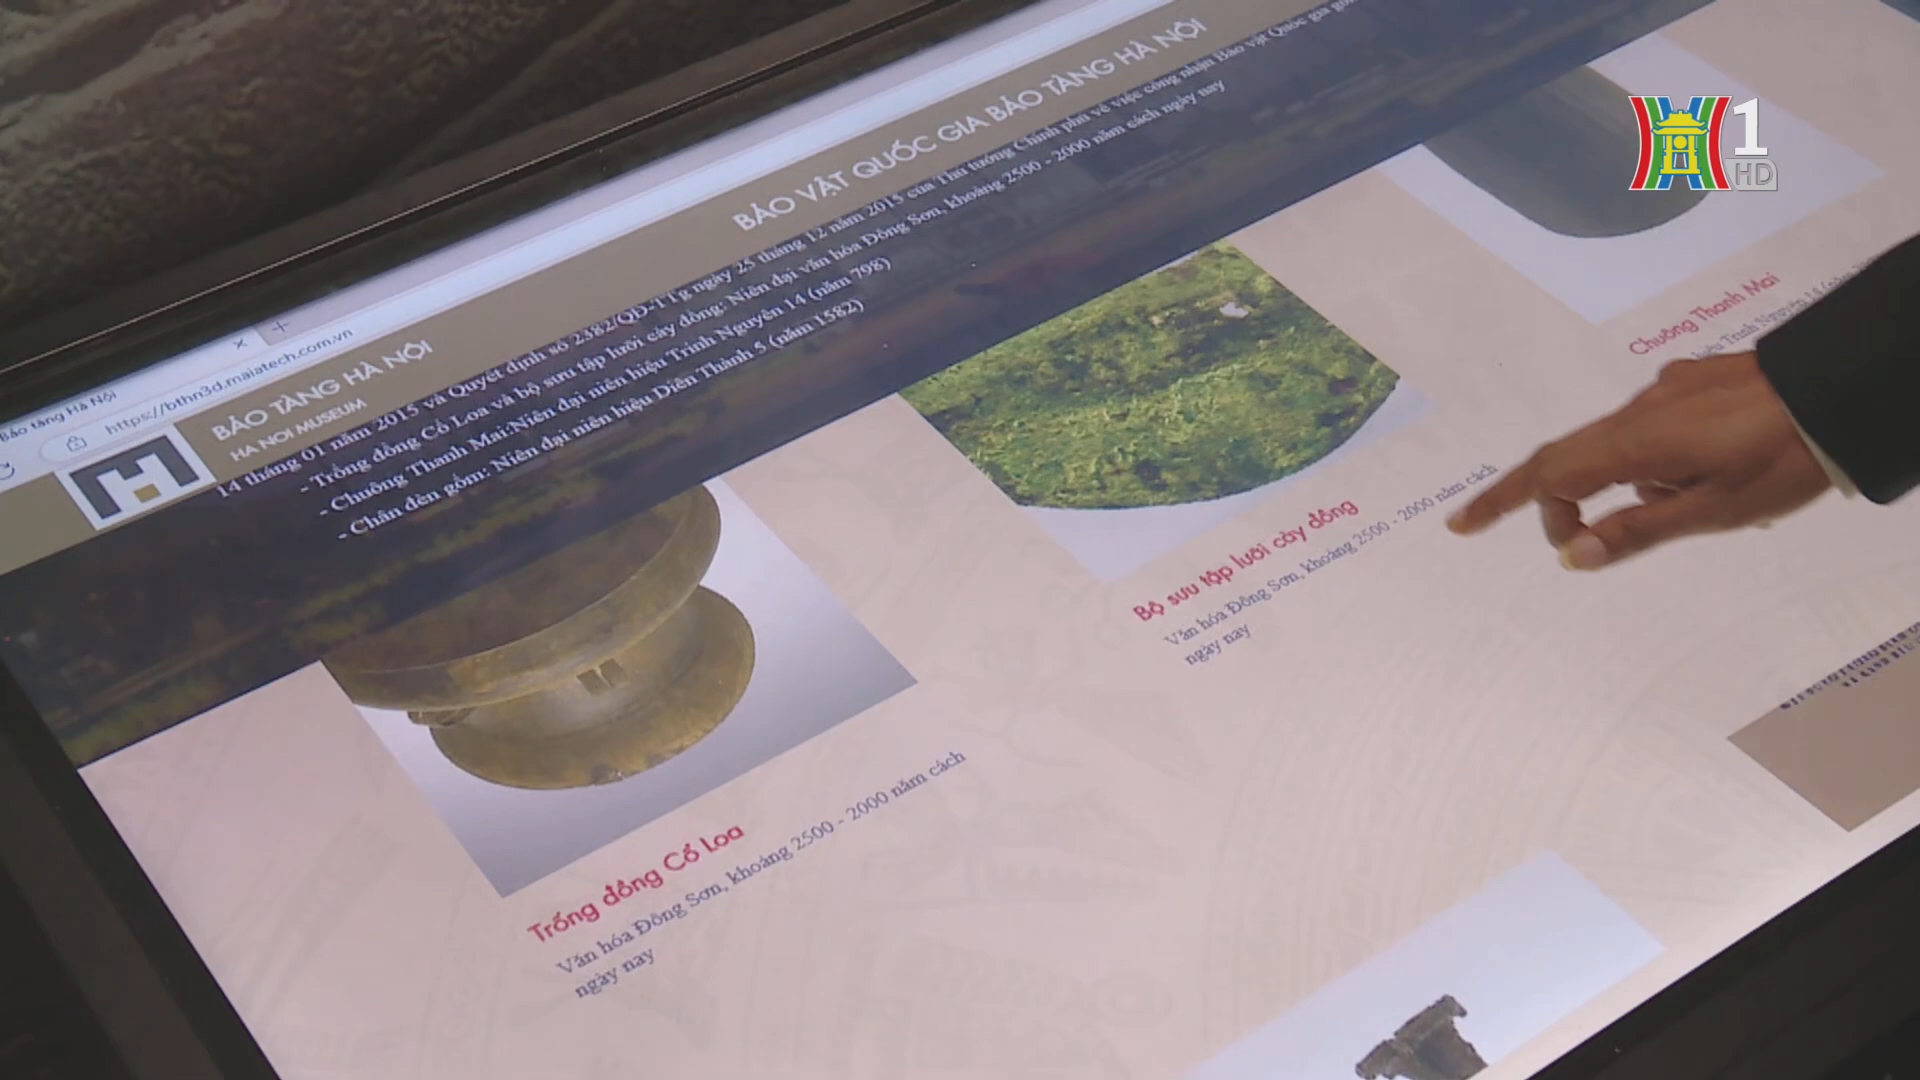 1
HD
Bảo tàng Hà Nội
https://bthn3d.maiatech.com.vn
BẢO TÀNG HÀ NỘI
HA NOI MUSEUM
BẢO VẬT QUỐC GIA BẢO TÀNG HÀ NỘI
14 tháng 01 năm 2015 và Quyết định số 2382/QĐ-TTg ngày 25 tháng 12 năm 2015 của Thủ tướng Chính phủ về việc công nhận Bảo vật Quốc gia
- Trống đồng Cổ Loa và bộ sưu tập lưỡi cày đồng: Niên đại văn hóa Đông Sơn, khoảng 2500 - 2000 năm cách ngày nay
- Chuông Thanh Mai: Niên đại niên hiệu Trinh Nguyên 14 (năm 798)
- Chân đèn gốm: Niên đại niên hiệu Diên Thành 5 (năm 1582)
Trống đồng Cổ Loa
Văn hóa Đông Sơn, khoảng 2500 - 2000 năm cách
ngày nay
Bộ sưu tập lưỡi cày đồng
Văn hóa Đông Sơn, khoảng 2500 - 2000 năm cách
ngày nay
Chuông Thanh Mai
hiệu Trinh Nguyên